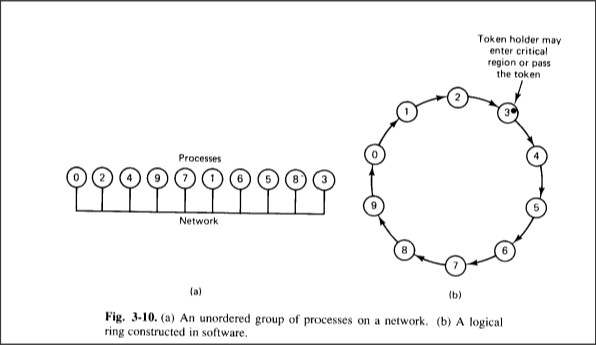 Token holder may
enter critical
region or pass
the token
Processes
0 2 4 9 7 1 6 5 8 3
Network
(a)
0 1 2 3 4 5 6 7 8 9
(b)
Fig. 3-10. (a) An unordered group of processes on a network. (b) A logical
ring constructed in software.